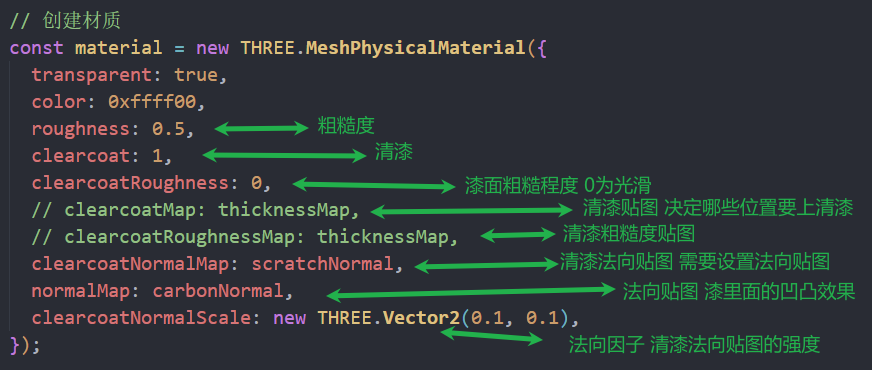 // 创建材质
const material = new THREE.MeshPhysicalMaterial({
transparent: true,
color: 0xffff00,
roughness: 0.5, 粗糙度
clearcoat: 1, 清漆
clearcoatRoughness: 0, 漆面粗糙程度 0为光滑
// clearcoatMap: thicknessMap, 清漆贴图 决定哪些位置要上清漆
// clearcoatRoughnessMap: thicknessMap, 清漆粗糙度贴图
clearcoatNormalMap: scratchNormal, 清漆法向贴图 需要设置法向贴图
normalMap: carbonNormal, 法向贴图 漆里面的凹凸效果
clearcoatNormalScale: new THREE.Vector2(0.1, 0.1),
法向因子 清漆法向贴图的强度
});